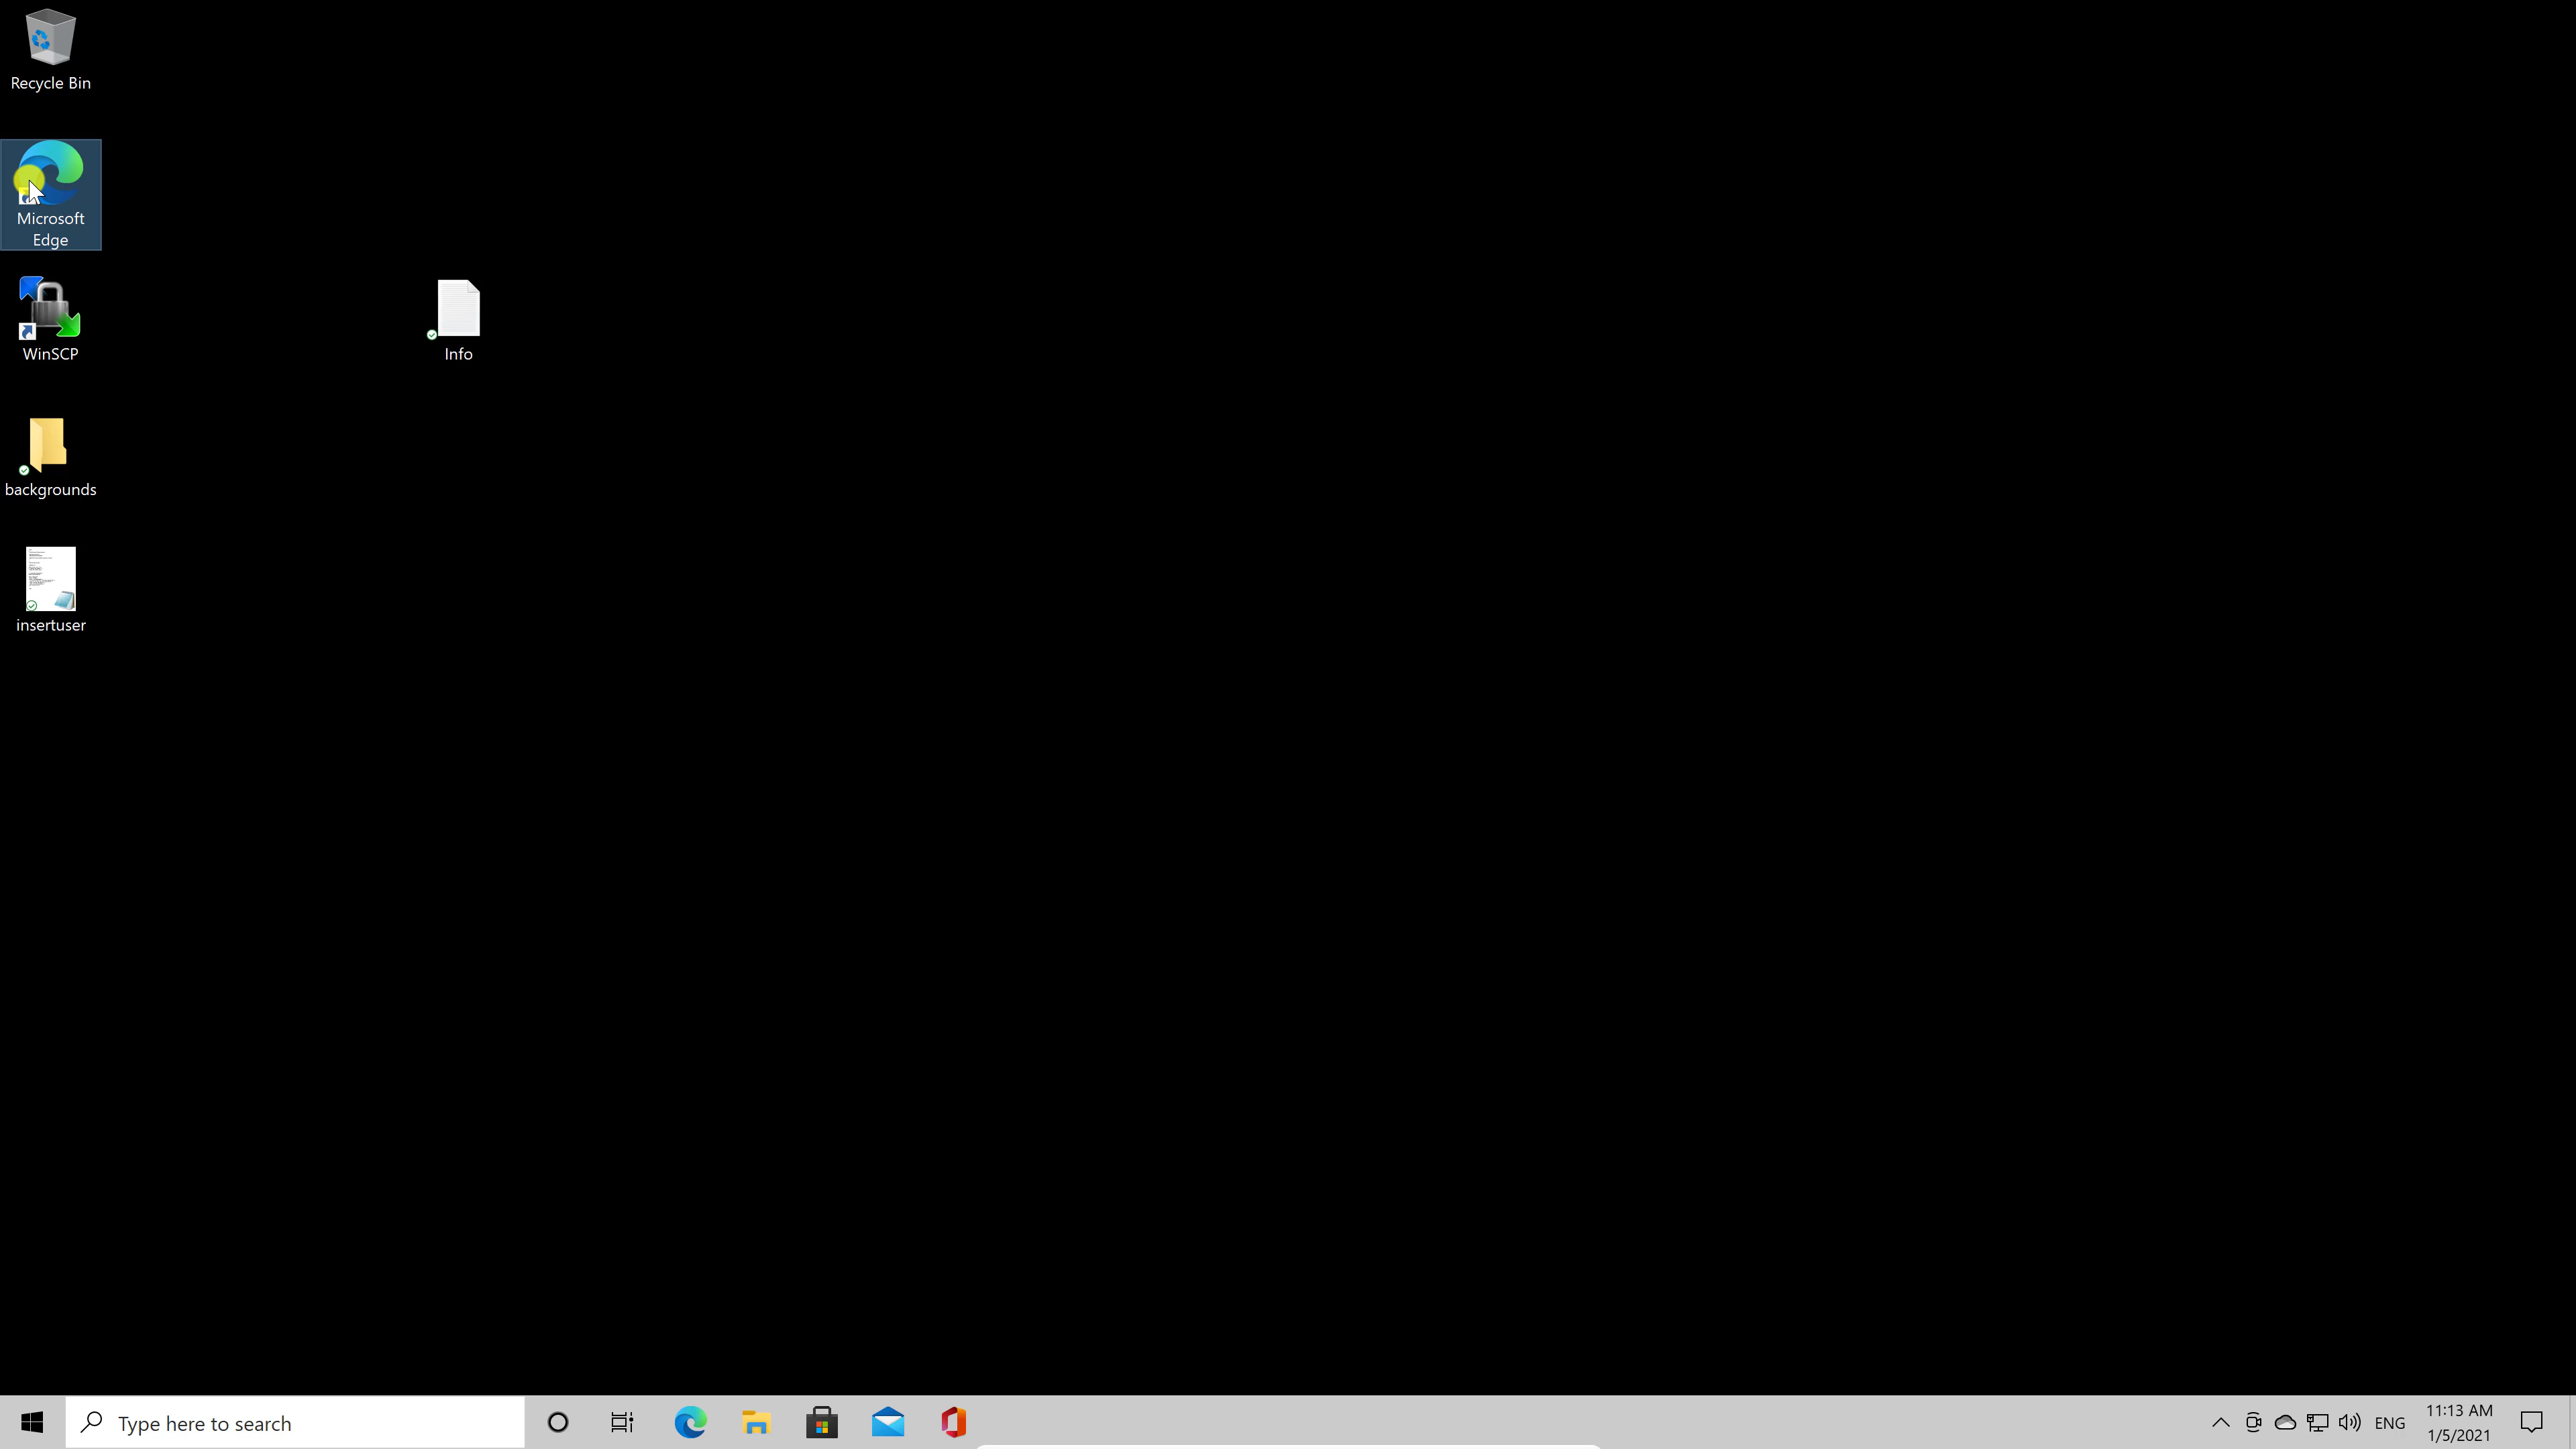 Recycle Bin
Microsoft
Edge
WinSCP
Info
backgrounds
insertuser
Type here to search
ENG
11:13 AM
1/5/2021